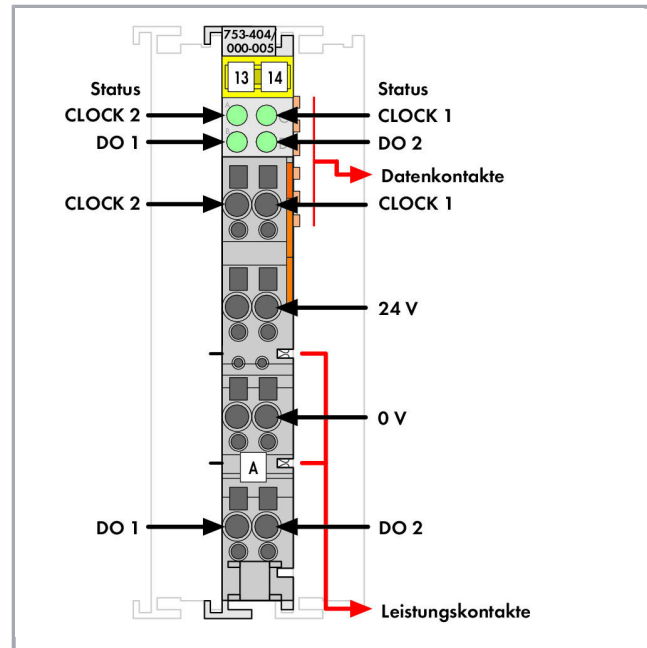 753-404/
000-005
13 14
Status Status
CLOCK 2 CLOCK 1
DO 1 DO 2
Datenkontakte
CLOCK 2 CLOCK 1
24 V
0 V
A
DO 1 DO 2
Leistungskontakte